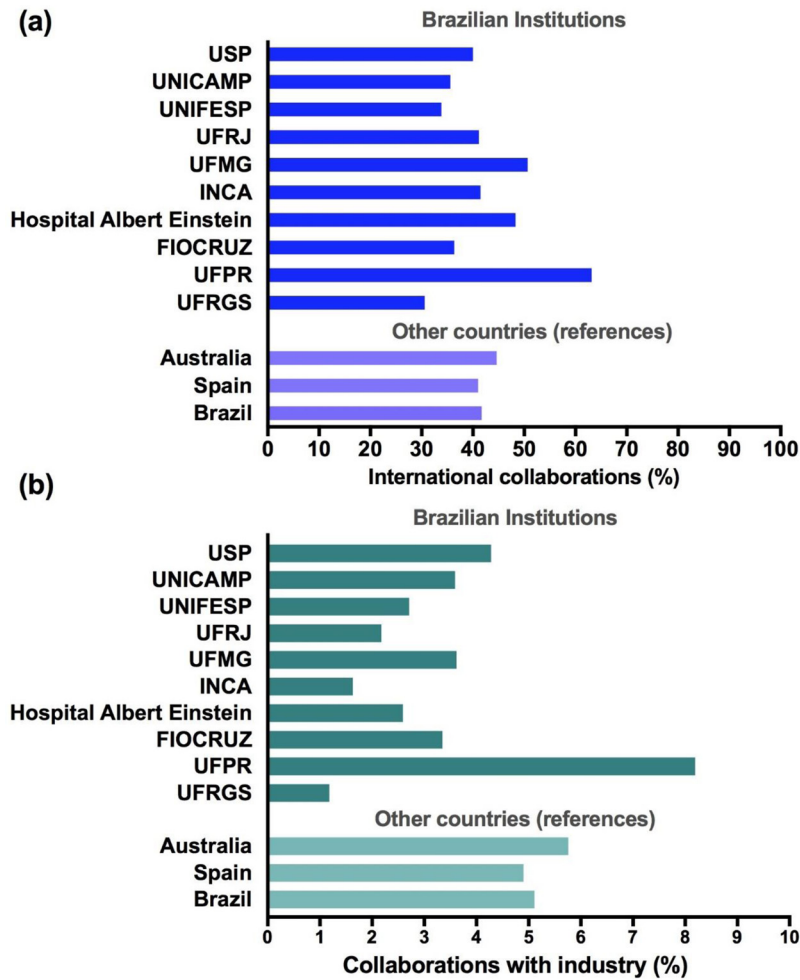 (a)
Brazilian Institutions
USP
UNICAMP
UNIFESP
UFRJ
UFMG
INCA
Hospital Albert Einstein
FIOCRUZ
UFPR
UFRGS
Other countries (references)
Australia
Spain
Brazil
0 10 20 30 40 50 60 70 80 90 100
International collaborations (%)
(b)
Brazilian Institutions
USP
UNICAMP
UNIFESP
UFRJ
UFMG
INCA
Hospital Albert Einstein
FIOCRUZ
UFPR
UFRGS
Other countries (references)
Australia
Spain
Brazil
0 1 2 3 4 5 6 7 8 9 10
Collaborations with industry (%)